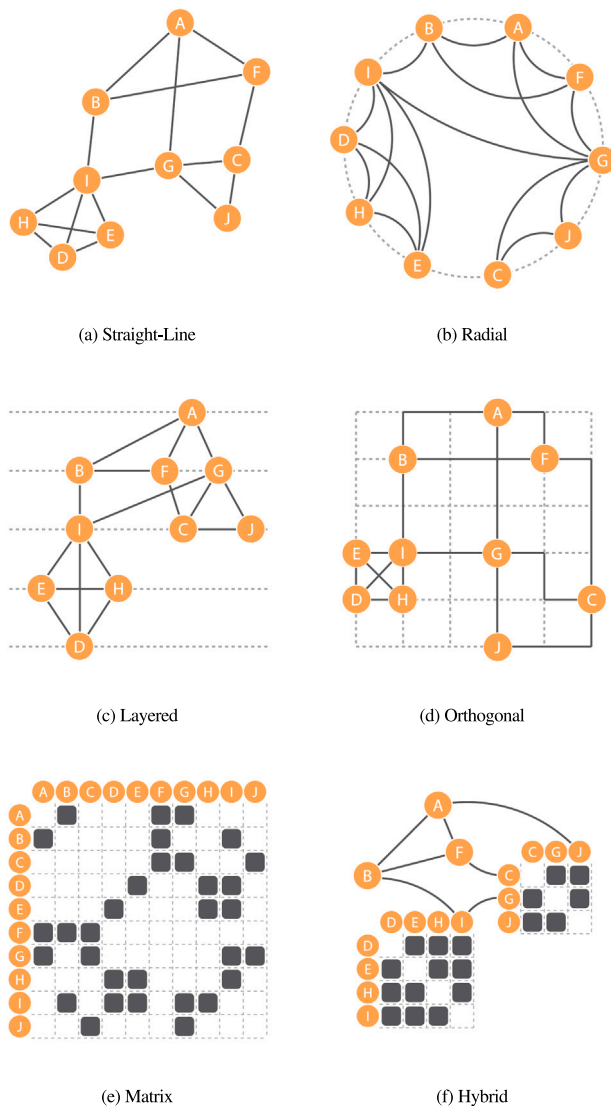 A
F
B
C
G
I
J
H
E
D
(a) Straight-Line
B
A
I
F
D
G
H
J
E
C
(b) Radial
A
B F G
I C J
E H
D
(c) Layered
A
B F
E I G
D H C
J
(d) Orthogonal
A B C D E F G H I J
A
B
C
D
E
F
G
H
I
J
(e) Matrix
A
F
B
C G J
C
G
J
D E H I
D
E
H
I
(f) Hybrid